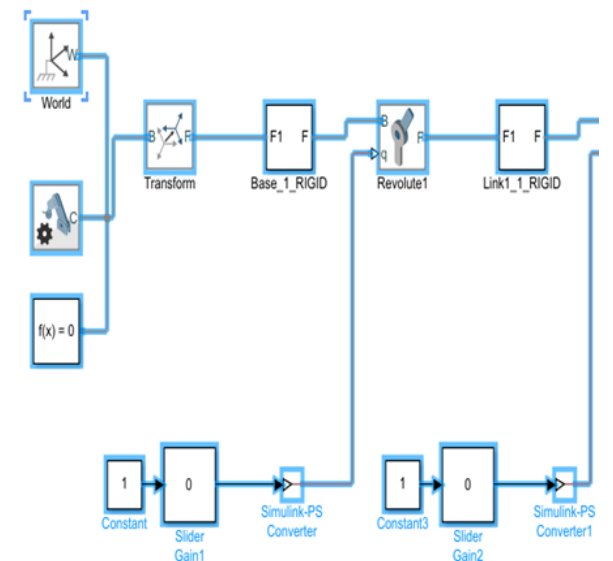 W
World
B
R
Transform
F1 F
Base_1_RIGID
B
q
R
Revolute1
F1 F
Link1_1_RIGID
C
f(x) = 0
1
Constant
0
Slider
Gain1
Simulink-PS
Converter
1
Constant3
0
Slider
Gain2
Simulink-PS
Converter1